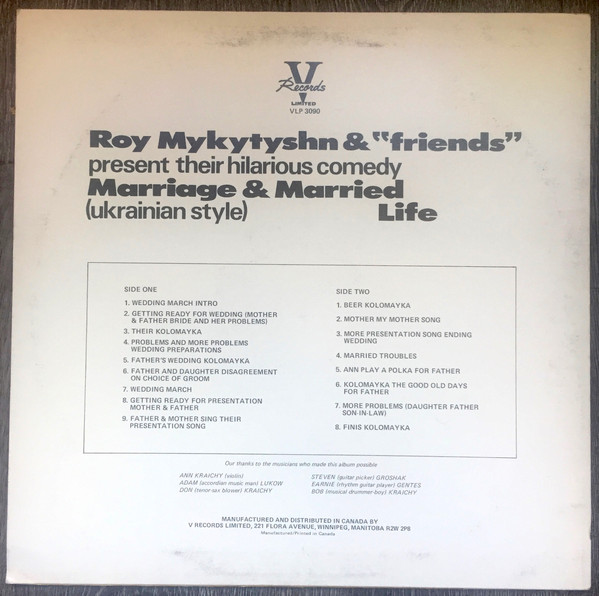 V
Records
LIMITED
VLP 3090
Roy Mykytyshn & "friends"
present their hilarious comedy
Marriage & Married
(ukrainian style) Life
SIDE ONE
1. WEDDING MARCH INTRO
2. GETTING READY FOR WEDDING (MOTHER
& FATHER BRIDE AND HER PROBLEMS)
3. THEIR KOLOMAYKA
4. PROBLEMS AND MORE PROBLEMS
WEDDING PREPARATIONS
5. FATHER'S WEDDING KOLOMAYKA
6. FATHER AND DAUGHTER DISAGREEMENT
ON CHOICE OF GROOM
7. WEDDING MARCH
8. GETTING READY FOR PRESENTATION
MOTHER & FATHER
9. FATHER & MOTHER SING THEIR
PRESENTATION SONG
SIDE TWO
1. BEER KOLOMAYKA
2. MOTHER MY MOTHER SONG
3. MORE PRESENTATION SONG ENDING
WEDDING
4. MARRIED TROUBLES
5. ANN PLAY A POLKA FOR FATHER
6. KOLOMAYKA THE GOOD OLD DAYS
FOR FATHER
7. MORE PROBLEMS (DAUGHTER FATHER
SON-IN-LAW)
8. FINIS KOLOMAYKA
Our thanks to the musicians who made this album possible
ANN KRAICHY (violis)
ADAM (accordian music man) LUKOW
DON (tenor sax blower) KRAICHY
STEVEN (guitar picker) GROSHAK
EARNIE (rhythm guitar player) GENTES
BOB (musical drummer-boy) KRAICHY
MANUFACTURED AND DISTRIBUTED IN CANADA BY
V RECORDS LIMITED, 221 FLORA AVENUE, WINNIPEG, MANITOBA R2W 2P8
Manufactured/Printed in Canada